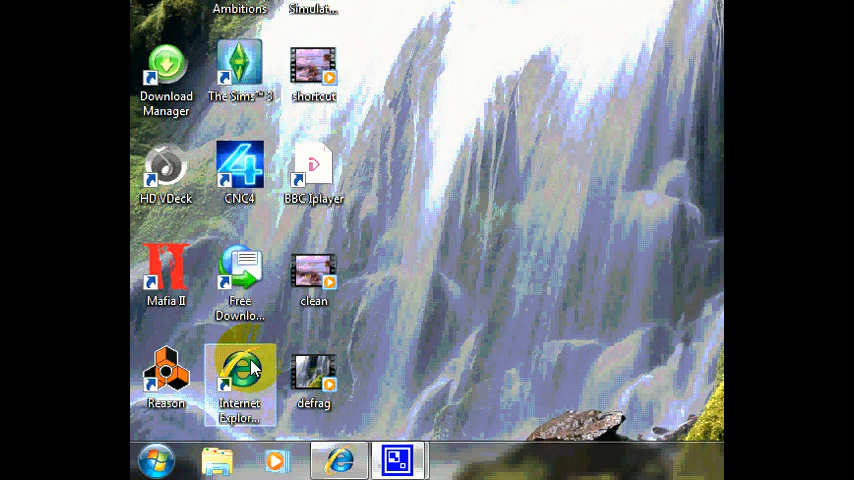 Ambitions
Simulat...
Download
Manager
The Sims™ 3
shortcut
HD VDeck
CNC4
BBC Iplayer
Mafia II
Free
Downlo...
clean
Reason
Internet
Explor...
defrag